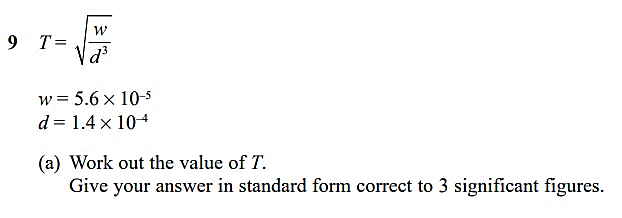 9 T = √(w/d³)
w = 5.6 × 10⁻⁵
d = 1.4 × 10⁻⁴
(a) Work out the value of T.
Give your answer in standard form correct to 3 significant figures.